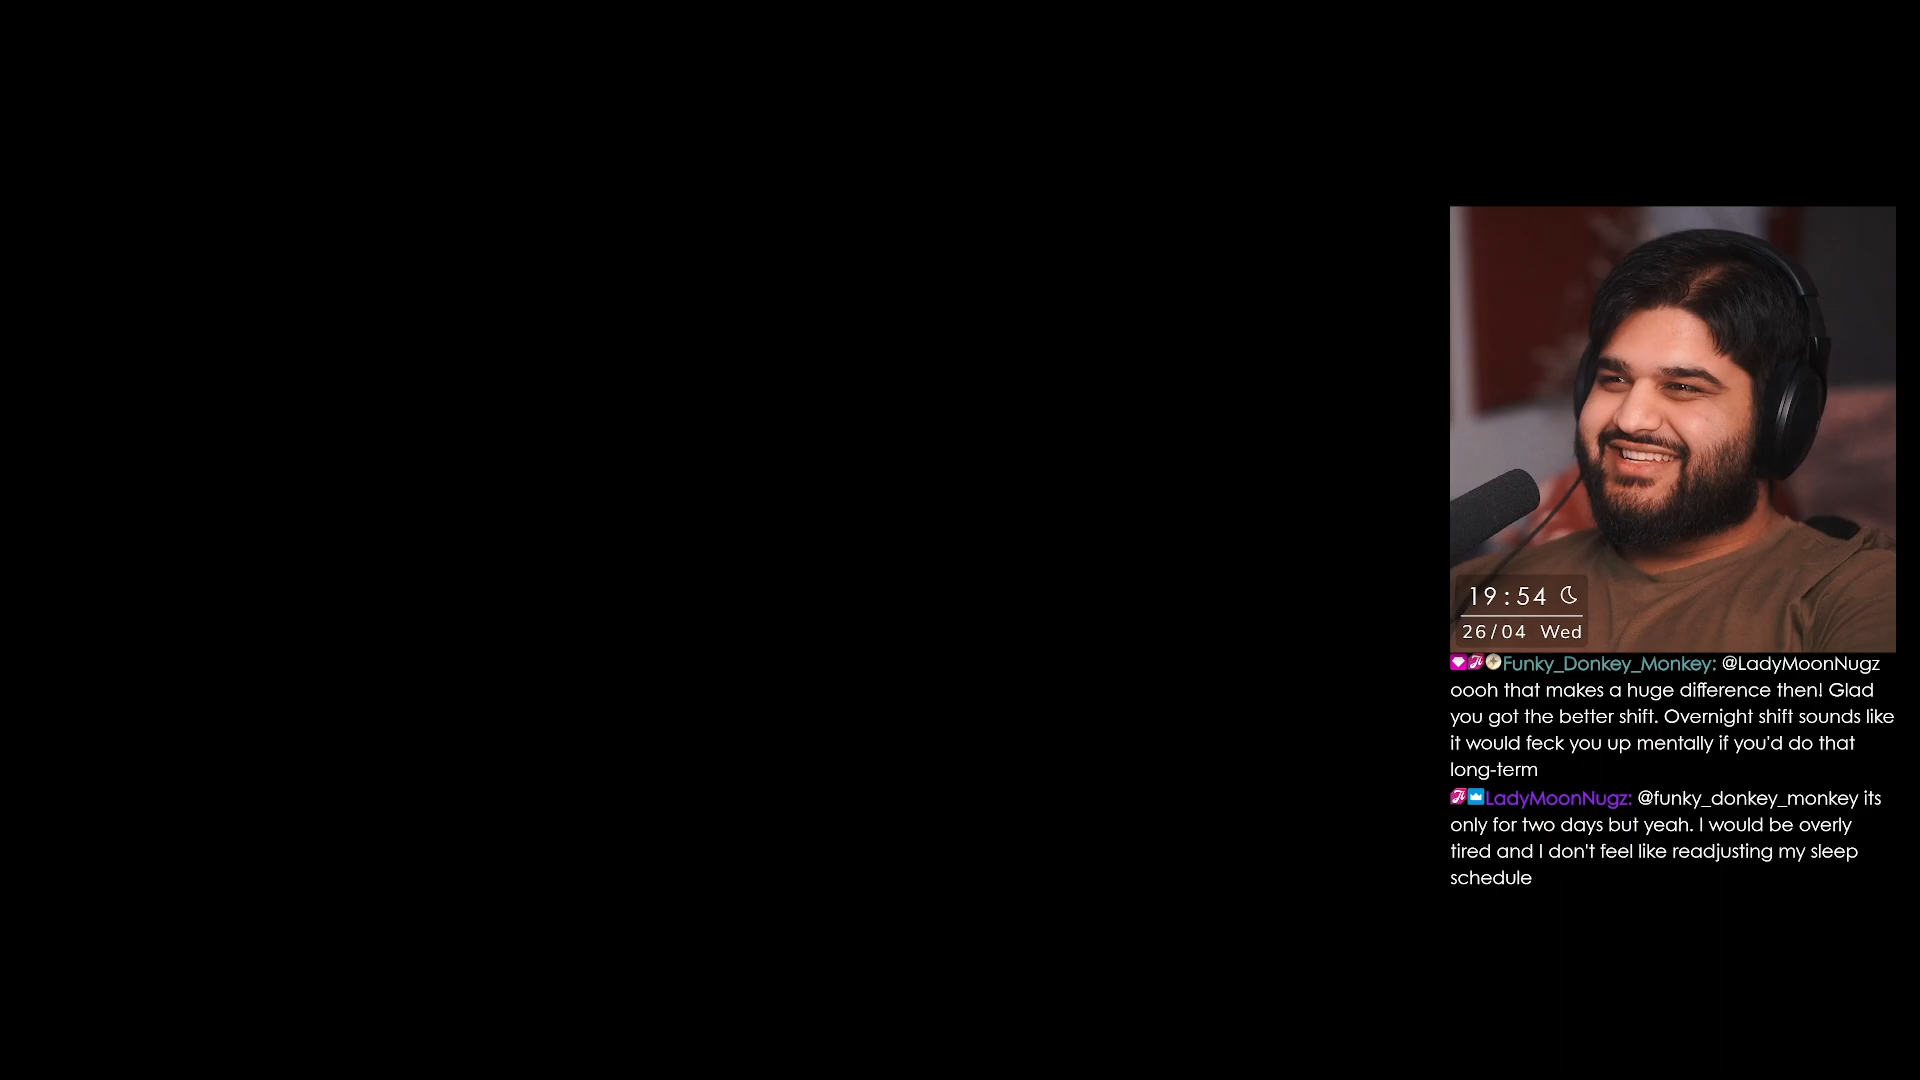 19:54
26/04 Wed
Funky_Donkey_Monkey: @LadyMoonNugz
oooh that makes a huge difference then! Glad
you got the better shift. Overnight shift sounds like
it would feck you up mentally if you'd do that
long-term
LadyMoonNugz: @funky_donkey_monkey its
only for two days but yeah. I would be overly
tired and I don't feel like readjusting my sleep
schedule